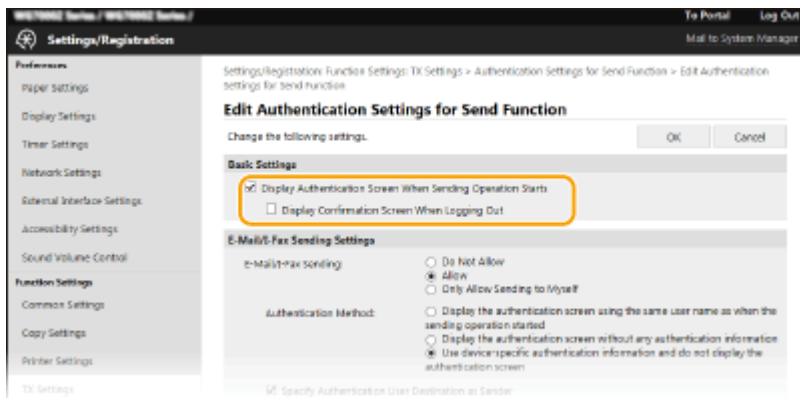 To Portal Log Out
Settings/Registration
Mail to System Manager
Preferences
Paper Settings
Display Settings
Timer Settings
Network Settings
External Interface Settings
Accessibility Settings
Sound Volume Control
Function Settings
Common Settings
Copy Settings
Printer Settings
TX Settings
Settings/Registration: Function Settings: TX Settings > Authentication Settings for Send Function > Edit Authentication
Settings for Send Function
Edit Authentication Settings for Send Function
Change the following settings.
OK Cancel
Basic Settings
Display Authentication Screen When Sending Operation Starts
Display Confirmation Screen When Logging Out
E-Mail/I-Fax Sending Settings
E-Mail/I-Fax Sending:
Do Not Allow
Allow
Only Allow Sending to Myself
Authentication Method:
Display the authentication screen using the same user name as when the
sending operation started
Display the authentication screen without any authentication information
Use device-specific authentication information and do not display the
authentication screen
Specify Authentication User Destination as Sender